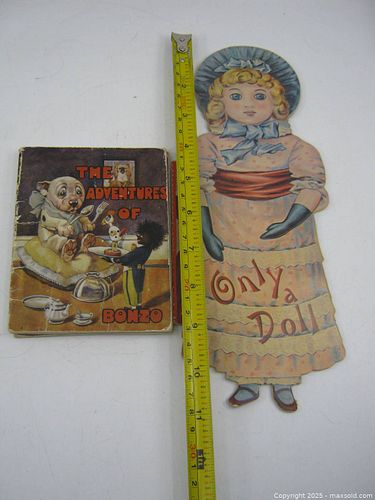 THE
ADVENTURES
OF
BONZO
Only
a
Doll
Copyright 2025 - maxsold.com